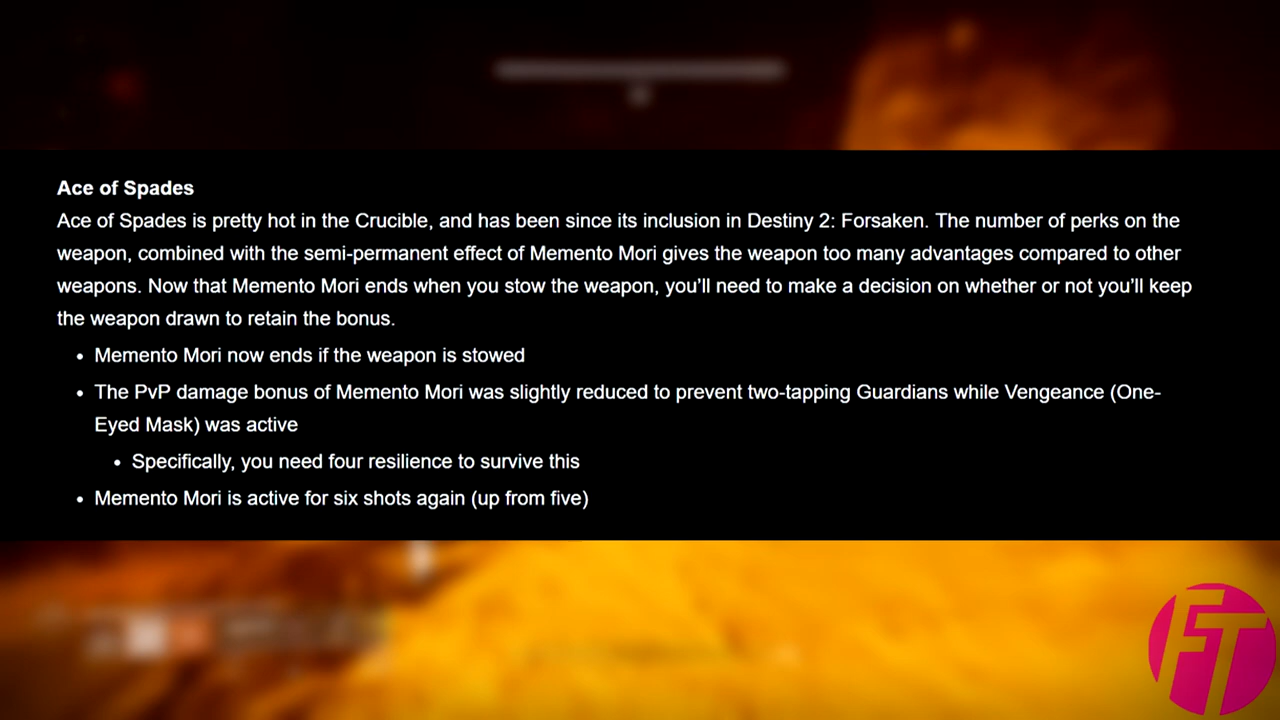 Ace of Spades
Ace of Spades is pretty hot in the Crucible, and has been since its inclusion in Destiny 2: Forsaken. The number of perks on the
weapon, combined with the semi-permanent effect of Memento Mori gives the weapon too many advantages compared to other
weapons. Now that Memento Mori ends when you stow the weapon, you’ll need to make a decision on whether or not you’ll keep
the weapon drawn to retain the bonus.
• Memento Mori now ends if the weapon is stowed
• The PvP damage bonus of Memento Mori was slightly reduced to prevent two-tapping Guardians while Vengeance (One-
Eyed Mask) was active
• Specifically, you need four resilience to survive this
• Memento Mori is active for six shots again (up from five)
FT